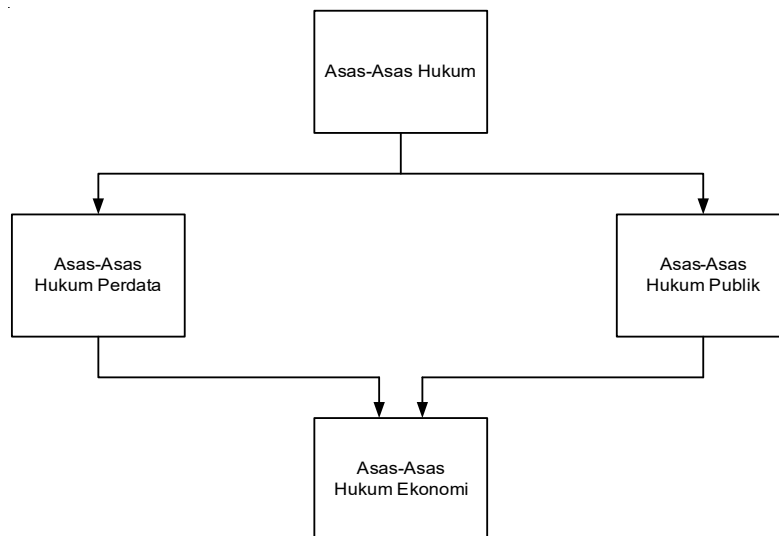 Asas-Asas Hukum
Asas-Asas
Hukum Perdata
Asas-Asas
Hukum Publik
Asas-Asas
Hukum Ekonomi